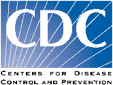 CDC
CENTERS FOR DISEASE
CONTROL AND PREVENTION